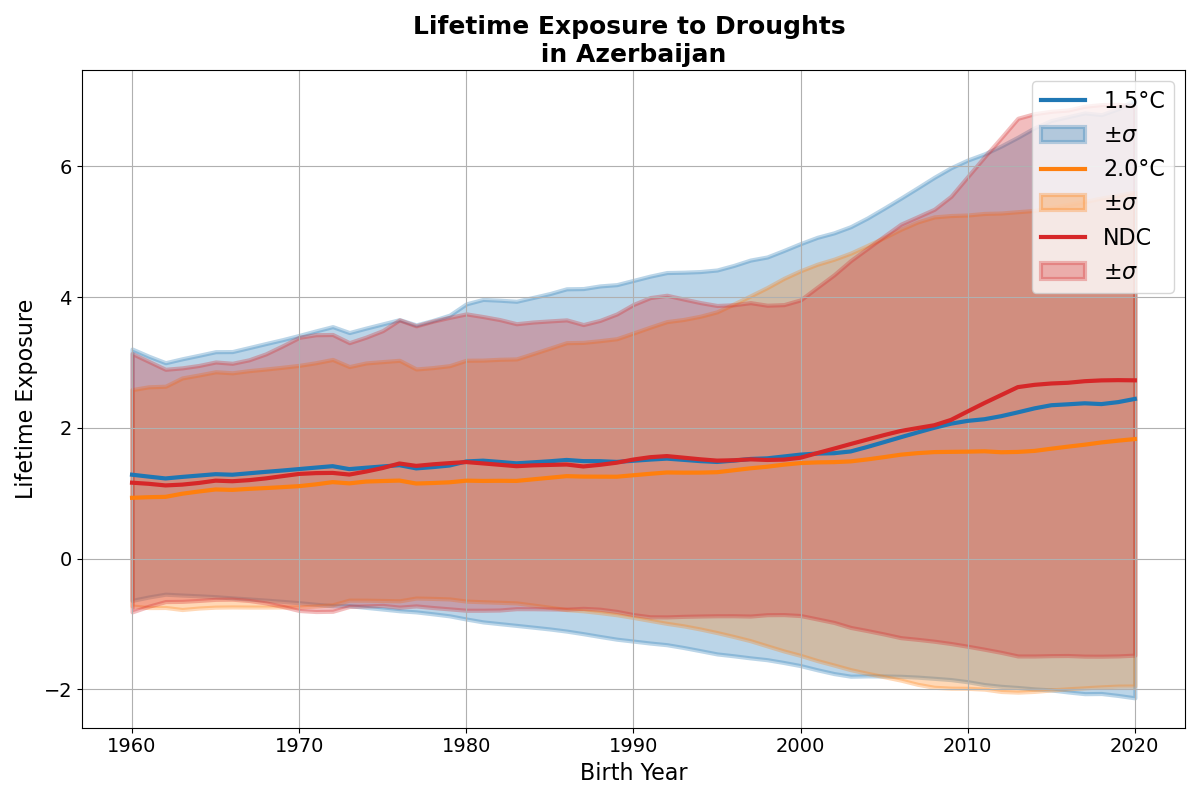 Lifetime Exposure to Droughts
in Azerbaijan
Lifetime Exposure
6
4
2
0
−2
1960
1970
1980
1990
2000
2010
2020
Birth Year
1.5°C
±σ
2.0°C
±σ
NDC
±σ